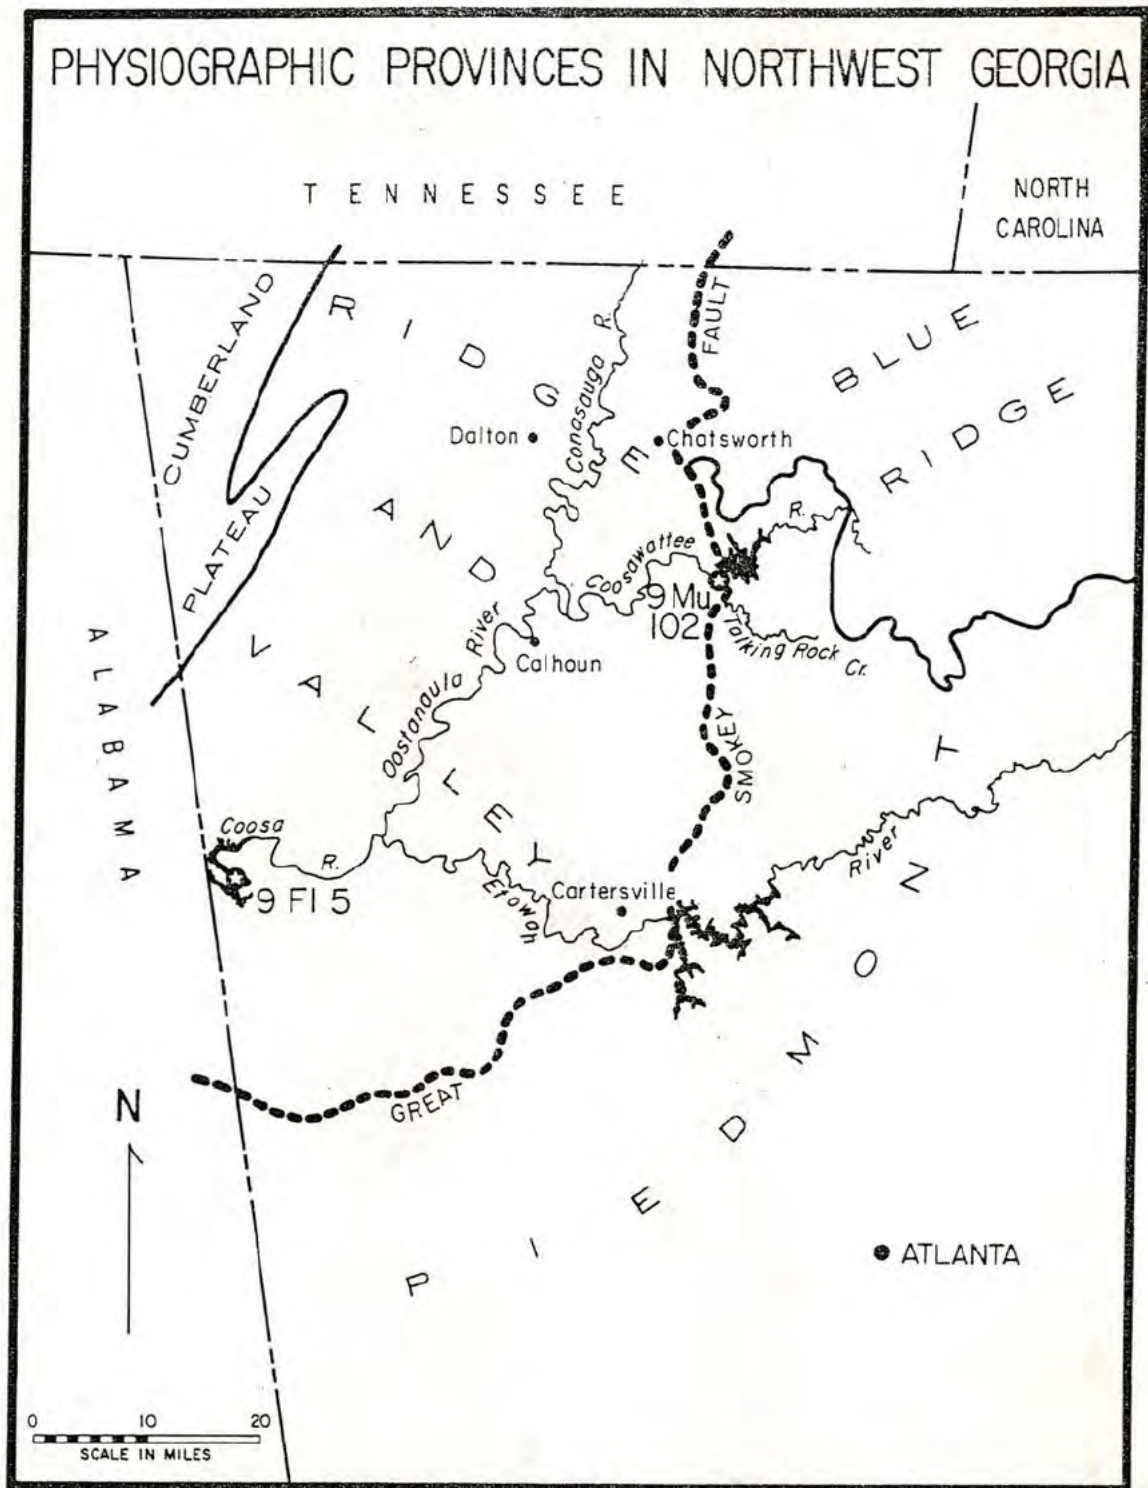 PHYSIOGRAPHIC PROVINCES IN NORTHWEST GEORGIA
TENNESSEE
NORTH
CAROLINA
CUMBERLAND
PLATEAU
RIDGE
AND
VALLEY
BLUE
RIDGE
FAULT
Conasauga R.
Dalton
Chatsworth
R.
Coosawattee
9 Mu
102
Talking Rock Cr.
Oostanaula River
Calhoun
ALABAMA
SMOKEY
Coosa R.
9 Fl 5
Etowah
Cartersville
River
PIEDMONT
GREAT
N
ATLANTA
0 10 20
SCALE IN MILES